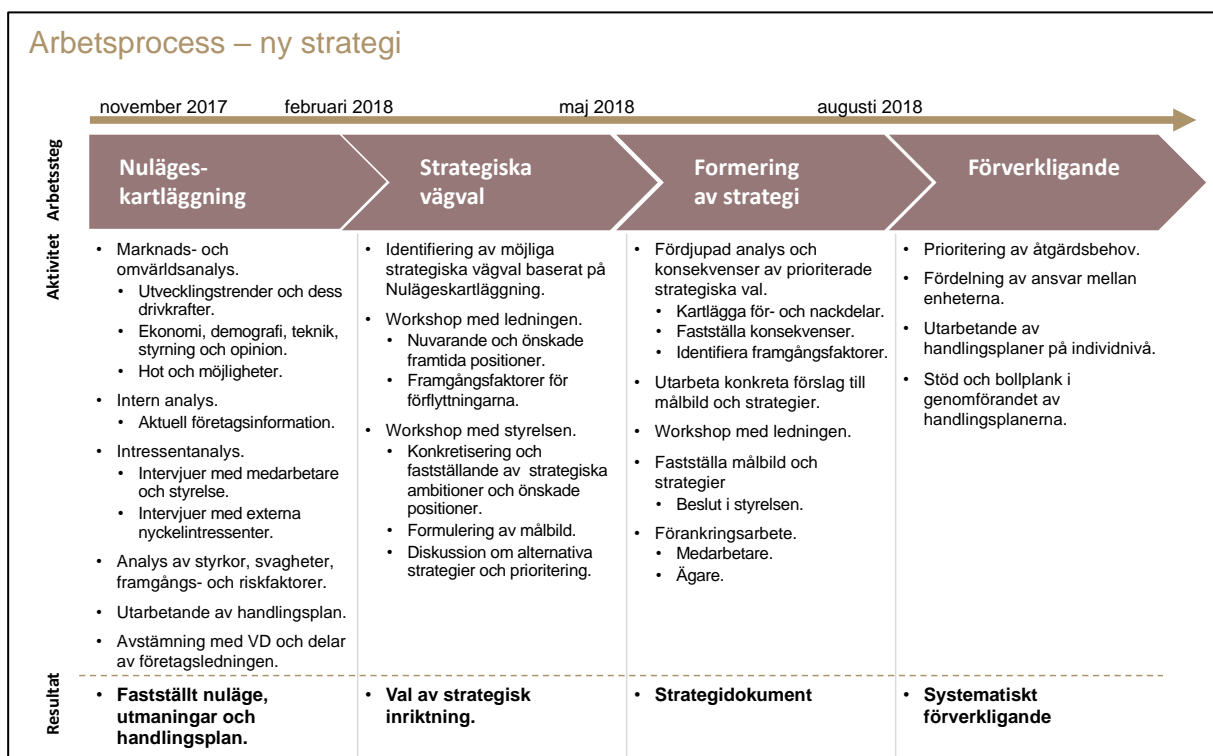 Arbetsprocess – ny strategi
november 2017
februari 2018
maj 2018
augusti 2018
Arbetssteg
Nuläges-
kartläggning
Strategiska
vägval
Formering
av strategi
Förverkligande
Aktivitet
• Marknads- och
omvärldsanalys.
• Utvecklingstrender och dess
drivkrafter.
• Ekonomi, demografi, teknik,
styrning och opinion.
• Hot och möjligheter.
• Intern analys.
• Aktuell företagsinformation.
• Intressentanalys.
• Intervjuer med medarbetare
och styrelse.
• Intervjuer med externa
nyckelintressenter.
• Analys av styrkor, svagheter,
framgångs- och riskfaktorer.
• Utarbetande av handlingsplan.
• Avstämning med VD och delar
av företagsledningen.
• Identifiering av möjliga
strategiska vägval baserat på
Nulägeskartläggning.
• Workshop med ledningen.
• Nuvarande och önskade
framtida positioner.
• Framgångsfaktorer för
förflyttningarna.
• Workshop med styrelsen.
• Konkretisering och
fastställande av strategiska
ambitioner och önskade
positioner.
• Formulering av målbild.
• Diskussion om alternativa
strategier och prioritering.
• Fördjupad analys och
konsekvenser av prioriterade
strategiska val.
• Kartlägga för- och nackdelar.
• Fastställa konsekvenser.
• Identifiera framgångsfaktorer.
• Utarbeta konkreta förslag till
målbild och strategier.
• Workshop med ledningen.
• Fastställa målbild och
strategier
• Beslut i styrelsen.
• Förankringsarbete.
• Medarbetare.
• Ägare.
• Prioritering av åtgärdsbehov.
• Fördelning av ansvar mellan
enheterna.
• Utarbetande av
handlingsplaner på individnivå.
• Stöd och bollplank i
genomförandet av
handlingsplanerna.
Resultat
• Fastställt nuläge,
utmaningar och
handlingsplan.
• Val av strategisk
inriktning.
• Strategidokument
• Systematiskt
förverkligande